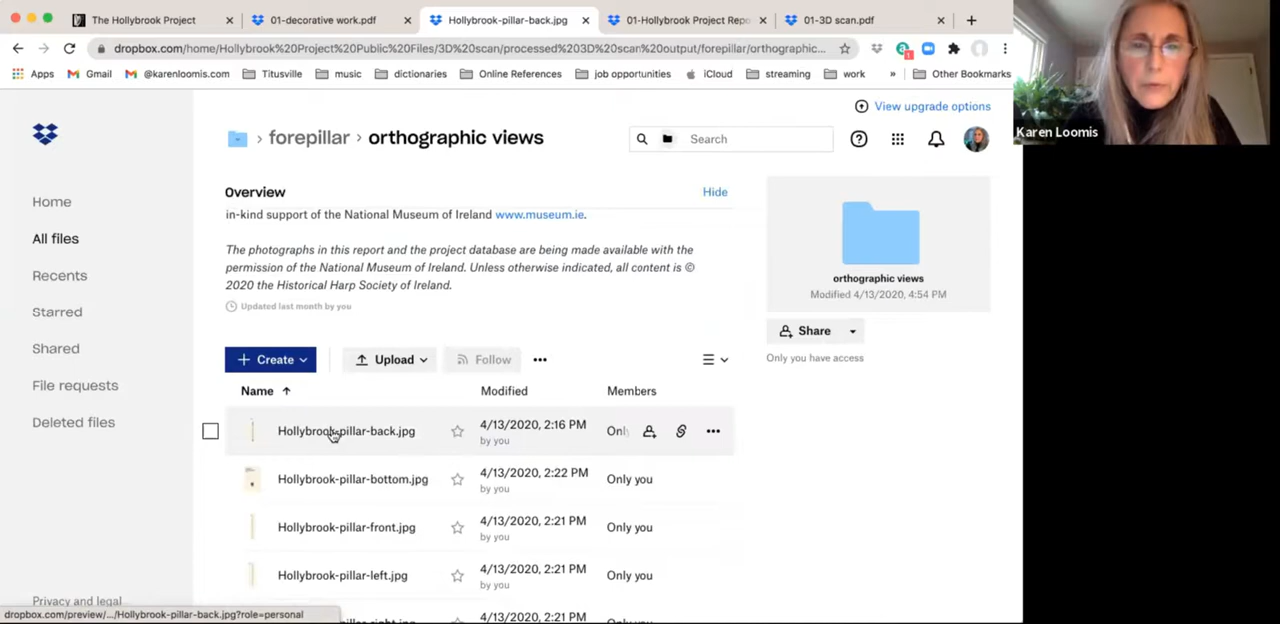 The Hollybrook Project
01-decorative work.pdf
Hollybrook-pillar-back.jpg
01-Hollybrook Project Repo
01-3D scan.pdf
dropbox.com/home/Hollybrook%20Project%20Public%20Files/3D%20scan/processed%203D%20scan%20output/forepillar/orthographic...
Apps
Gmail
@karenloomis.com
Titusville
music
dictionaries
Online References
job opportunities
iCloud
streaming
work
»
Other Bookmarks
Karen Loomis
View upgrade options
› forepillar › orthographic views
Search
Home
All files
Recents
Starred
Shared
File requests
Deleted files
Privacy and legal
Overview
Hide
in-kind support of the National Museum of Ireland www.museum.ie.
The photographs in this report and the project database are being made available with the
permission of the National Museum of Ireland. Unless otherwise indicated, all content is ©
2020 the Historical Harp Society of Ireland.
Updated last month by you
orthographic views
Modified 4/13/2020, 4:54 PM
Share
Only you have access
+ Create
Upload
Follow
Name ↑
Modified
Members
Hollybrook-pillar-back.jpg
4/13/2020, 2:16 PM
by you
Onl
Hollybrook-pillar-bottom.jpg
4/13/2020, 2:22 PM
by you
Only you
Hollybrook-pillar-front.jpg
4/13/2020, 2:21 PM
by you
Only you
Hollybrook-pillar-left.jpg
4/13/2020, 2:21 PM
by you
Only you
4/13/2020, 2:21 PM
dropbox.com/preview/.../Hollybrook-pillar-back.jpg?role=personal